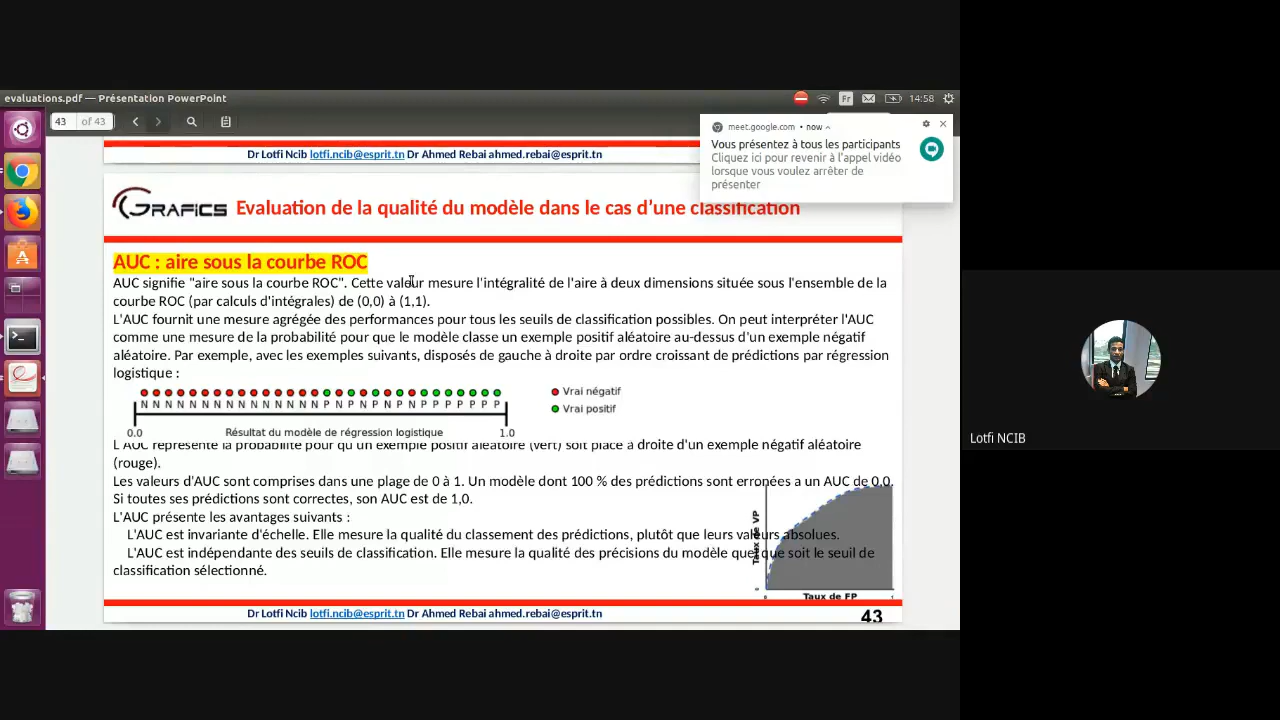 evaluations.pdf — Présentation PowerPoint
Fr
14:58
43 of 43
meet.google.com • now
Vous présentez à tous les participants
Cliquez ici pour revenir à l'appel vidéo
lorsque vous voulez arrêter de
présenter
Dr Lotfi Ncib lotfi.ncib@esprit.tn Dr Ahmed Rebai ahmed.rebai@esprit.tn
GRAFICS Evaluation de la qualité du modèle dans le cas d'une classification
AUC : aire sous la courbe ROC
AUC signifie "aire sous la courbe ROC". Cette valeur mesure l'intégralité de l'aire à deux dimensions située sous l'ensemble de la
courbe ROC (par calculs d'intégrales) de (0,0) à (1,1).
L'AUC fournit une mesure agrégée des performances pour tous les seuils de classification possibles. On peut interpréter l'AUC
comme une mesure de la probabilité pour que le modèle classe un exemple positif aléatoire au-dessus d'un exemple négatif
aléatoire. Par exemple, avec les exemples suivants, disposés de gauche à droite par ordre croissant de prédictions par régression
logistique :
N N N N N N N N N N N N N N N P N P N P N P N P P P P P P P
Vrai négatif
Vrai positif
0.0 Résultat du modèle de régression logistique 1.0
L'AUC représente la probabilité pour qu'un exemple positif aléatoire (vert) soit placé à droite d'un exemple négatif aléatoire
(rouge).
Les valeurs d'AUC sont comprises dans une plage de 0 à 1. Un modèle dont 100 % des prédictions sont erronées a un AUC de 0,0.
Si toutes ses prédictions sont correctes, son AUC est de 1,0.
L'AUC présente les avantages suivants :
L'AUC est invariante d'échelle. Elle mesure la qualité du classement des prédictions, plutôt que leurs valeurs absolues.
L'AUC est indépendante des seuils de classification. Elle mesure la qualité des précisions du modèle quel que soit le seuil de
classification sélectionné.
Taux de VP
Taux de FP
Dr Lotfi Ncib lotfi.ncib@esprit.tn Dr Ahmed Rebai ahmed.rebai@esprit.tn
43
Lotfi NCIB